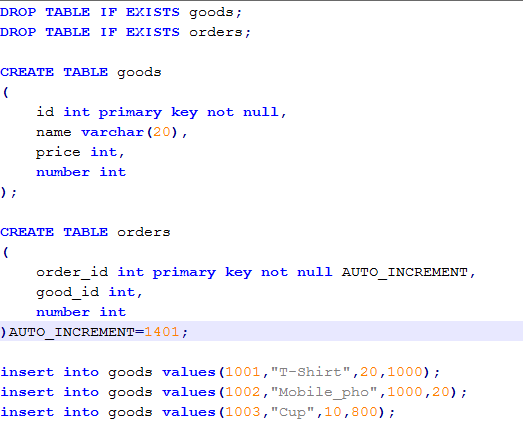 DROP TABLE IF EXISTS goods;
DROP TABLE IF EXISTS orders;
CREATE TABLE goods
(
id int primary key not null,
name varchar(20),
price int,
number int
);
CREATE TABLE orders
(
order_id int primary key not null AUTO_INCREMENT,
good_id int,
number int
)AUTO_INCREMENT=1401;
insert into goods values(1001,"T-Shirt",20,1000);
insert into goods values(1002,"Mobile_pho",1000,20);
insert into goods values(1003,"Cup",10,800);